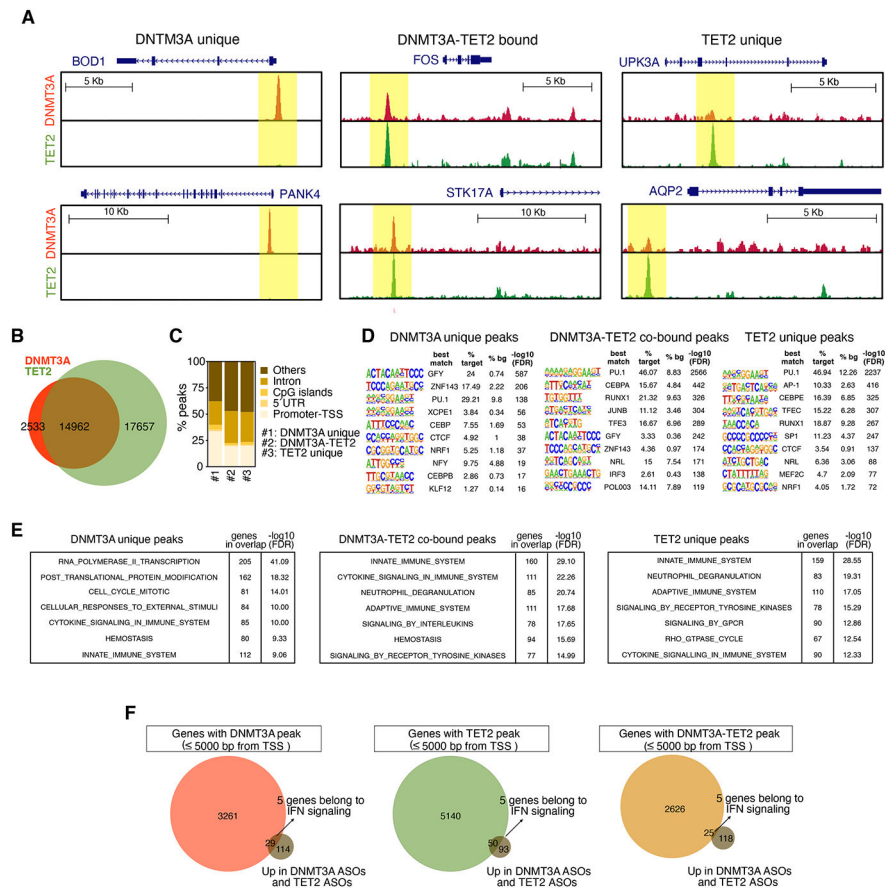 A
DNTM3A unique
DNMT3A-TET2 bound
TET2 unique
BOD1
FOS
UPK3A
5 Kb
5 Kb
5 Kb
DNMT3A
TET2
PANK4
STK17A
AQP2
10 Kb
10 Kb
5 Kb
DNMT3A
TET2
B
DNMT3A
TET2
2533
14962
17657
C
% peaks
100
75
50
25
0
#1
#2
#3
Others
Intron
CpG islands
5´UTR
Promoter-TSS
#1: DNMT3A unique
#2: DNMT3A-TET2
#3: TET2 unique
D
DNMT3A unique peaks
best match % target % bg -log10 (FDR)
GFY 24 0.74 587
ZNF143 17.49 2.22 206
PU.1 29.21 9.8 138
XCPE1 3.84 0.34 56
CEBP 7.55 1.69 53
CTCF 4.92 1 38
NRF1 5.25 1.18 37
NFY 9.75 4.88 19
CEBPB 2.86 0.73 17
KLF12 1.27 0.14 16
DNMT3A-TET2 co-bound peaks
best match % target % bg -log10 (FDR)
PU.1 46.07 8.83 2566
CEBPA 15.67 4.84 442
RUNX1 21.32 9.63 326
JUNB 11.12 3.46 304
TFE3 16.67 6.96 289
GFY 3.33 0.36 242
ZNF143 4.36 0.97 174
NRL 15 7.54 171
IRF3 2.61 0.43 138
POL003 14.11 7.89 119
TET2 unique peaks
best match % target % bg -log10 (FDR)
PU.1 46.94 12.26 2237
AP-1 10.33 2.63 416
CEBPE 16.39 6.85 325
TFEC 15.22 6.28 307
RUNX1 18.87 9.28 267
SP1 11.23 4.37 247
CTCF 3.54 0.91 137
NRL 6.36 3.06 88
MEF2C 4.7 2.09 77
NRF1 4.05 1.72 72
E
DNMT3A unique peaks genes in overlap -log10 (FDR)
RNA_POLYMERASE_II_TRANSCRIPTION 205 41.09
POST_TRANSLATIONAL_PROTEIN_MODIFICATION 162 18.32
CELL_CYCLE_MITOTIC 81 14.01
CELLULAR_RESPONSES_TO_EXTERNAL_STIMULI 84 10.00
CYTOKINE_SIGNALING_IN_IMMUNE_SYSTEM 85 10.00
HEMOSTASIS 80 9.33
INNATE_IMMUNE_SYSTEM 112 9.06
DNMT3A-TET2 co-bound peaks genes in overlap -log10 (FDR)
INNATE_IMMUNE_SYSTEM 160 29.10
CYTOKINE_SIGNALING_IN_IMMUNE_SYSTEM 111 22.26
NEUTROPHIL_DEGRANULATION 85 20.74
ADAPTIVE_IMMUNE_SYSTEM 111 17.68
SIGNALING_BY_INTERLEUKINS 78 17.65
HEMOSTASIS 94 15.69
SIGNALING_BY_RECEPTOR_TYROSINE_KINASES 77 14.99
TET2 unique peaks genes in overlap -log10 (FDR)
INNATE_IMMUNE_SYSTEM 159 28.55
NEUTROPHIL_DEGRANULATION 83 19.31
ADAPTIVE_IMMUNE_SYSTEM 110 17.05
SIGNALING_BY_RECEPTOR_TYROSINE_KINASES 78 15.29
SIGNALING_BY_GPCR 90 12.86
RHO_GTPASE_CYCLE 67 12.54
CYTOKINE_SIGNALLING_IN_IMMUNE_SYSTEM 90 12.33
F
Genes with DNMT3A peak
(≤ 5000 bp from TSS )
3261
29
114
5 genes belong to
IFN signaling
Up in DNMT3A ASOs
and TET2 ASOs
Genes with TET2 peak
(≤ 5000 bp from TSS )
5140
50
93
5 genes belong to
IFN signaling
Up in DNMT3A ASOs
and TET2 ASOs
Genes with DNMT3A-TET2 peak
(≤ 5000 bp from TSS )
2626
25
118
5 genes belong to
IFN signaling
Up in DNMT3A ASOs
and TET2 ASOs